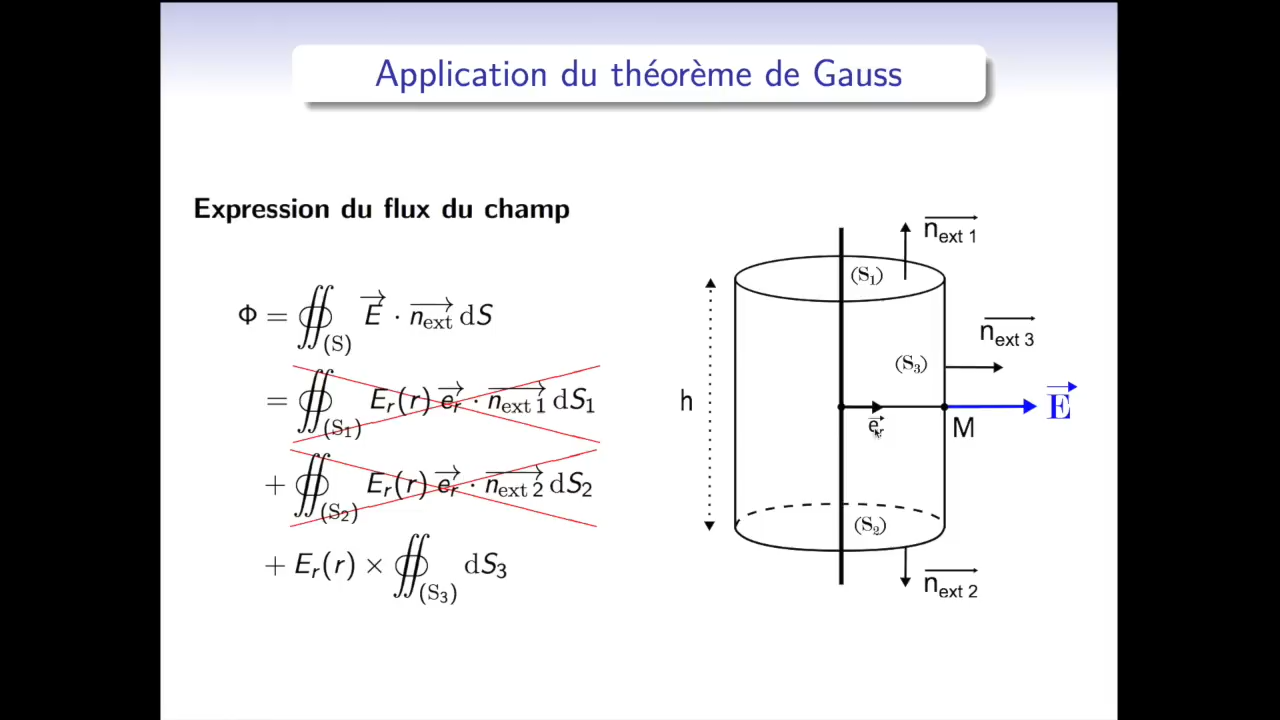 Application du théorème de Gauss
Expression du flux du champ
Φ = ∯(S) E⃗ · n⃗ext dS
= ∯(S1) Er(r) e⃗r · n⃗ext 1 dS1
+ ∯(S2) Er(r) e⃗r · n⃗ext 2 dS2
+ Er(r) × ∯(S3) dS3
n⃗ext 1
(S1)
n⃗ext 3
(S3)
h
E⃗
e⃗r
M
(S2)
n⃗ext 2